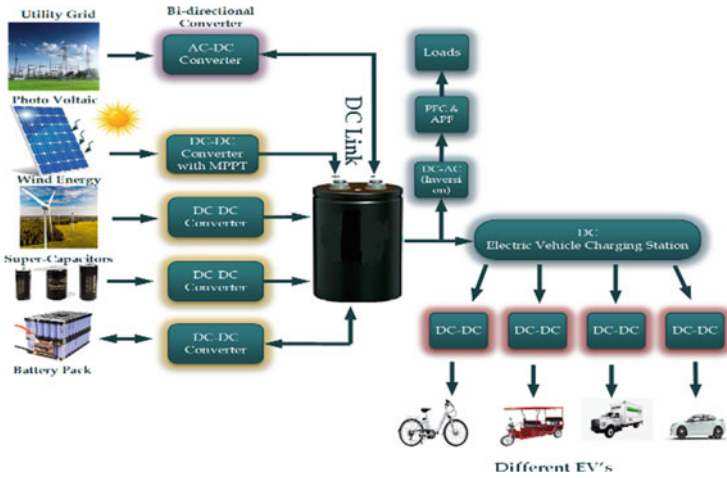 Utility Grid
Bi-directional
Converter
AC-DC
Converter
Photo Voltaic
DC-DC
Converter
with MPPT
Wind Energy
DC DC
Converter
Super-Capacitors
DC DC
Converter
Battery Pack
DC-DC
Converter
DC Link
Loads
PFC &
APF
DC-AC
(Inversi
on)
DC
Electric Vehicle Charging Station
DC-DC
DC-DC
DC-DC
DC-DC
Different EV's